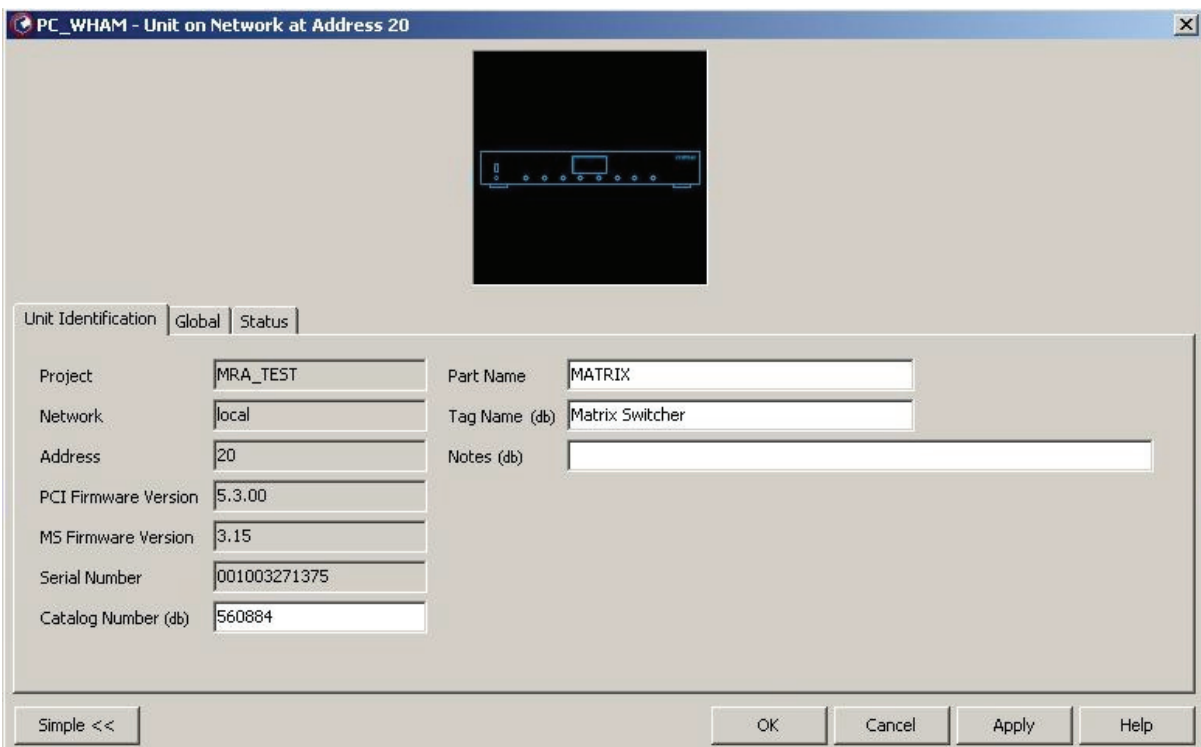 PC_WHAM - Unit on Network at Address 20
Unit Identification Global Status
Project MRA_TEST Part Name MATRIX
Network local Tag Name (db) Matrix Switcher
Address 20 Notes (db)
PCI Firmware Version 5.3.00
MS Firmware Version 3.15
Serial Number 001003271375
Catalog Number (db) 560884
Simple << OK Cancel Apply Help